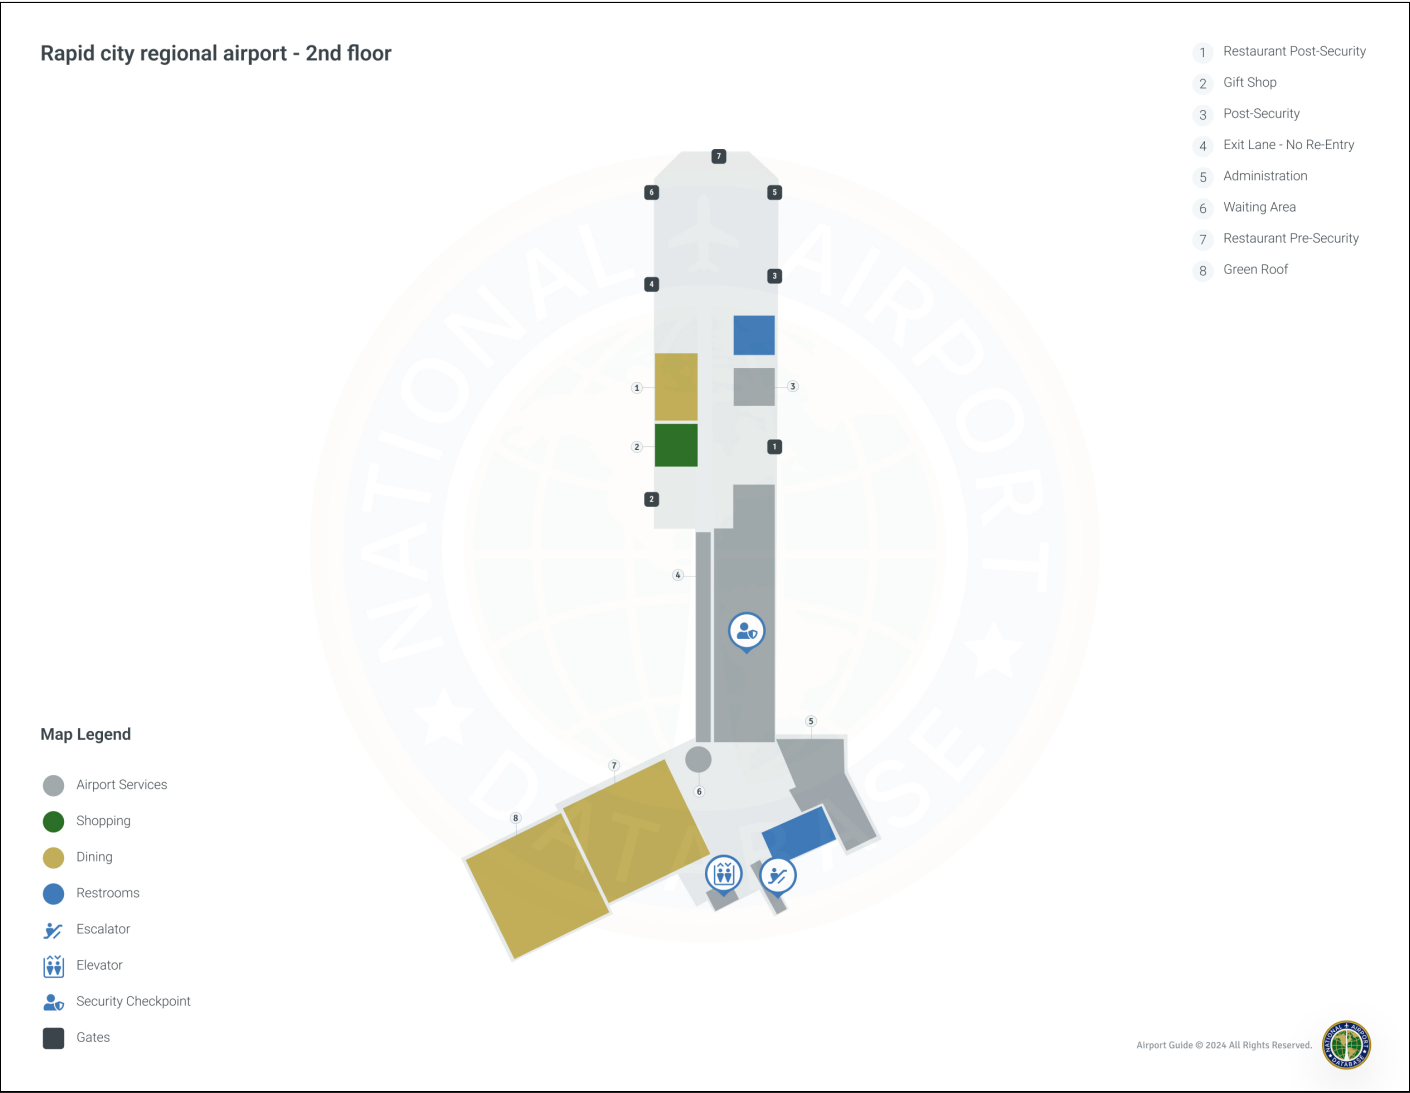 Rapid city regional airport - 2nd floor
1 Restaurant Post-Security
2 Gift Shop
3 Post-Security
4 Exit Lane - No Re-Entry
5 Administration
6 Waiting Area
7 Restaurant Pre-Security
8 Green Roof
7
6
5
4
3
1
3
2
1
2
4
5
7
6
8
NATIONAL AIRPORT
DATABASE
Map Legend
Airport Services
Shopping
Dining
Restrooms
Escalator
Elevator
Security Checkpoint
Gates
Airport Guide © 2024 All Rights Reserved.
NATIONAL AIRPORT
DATABASE